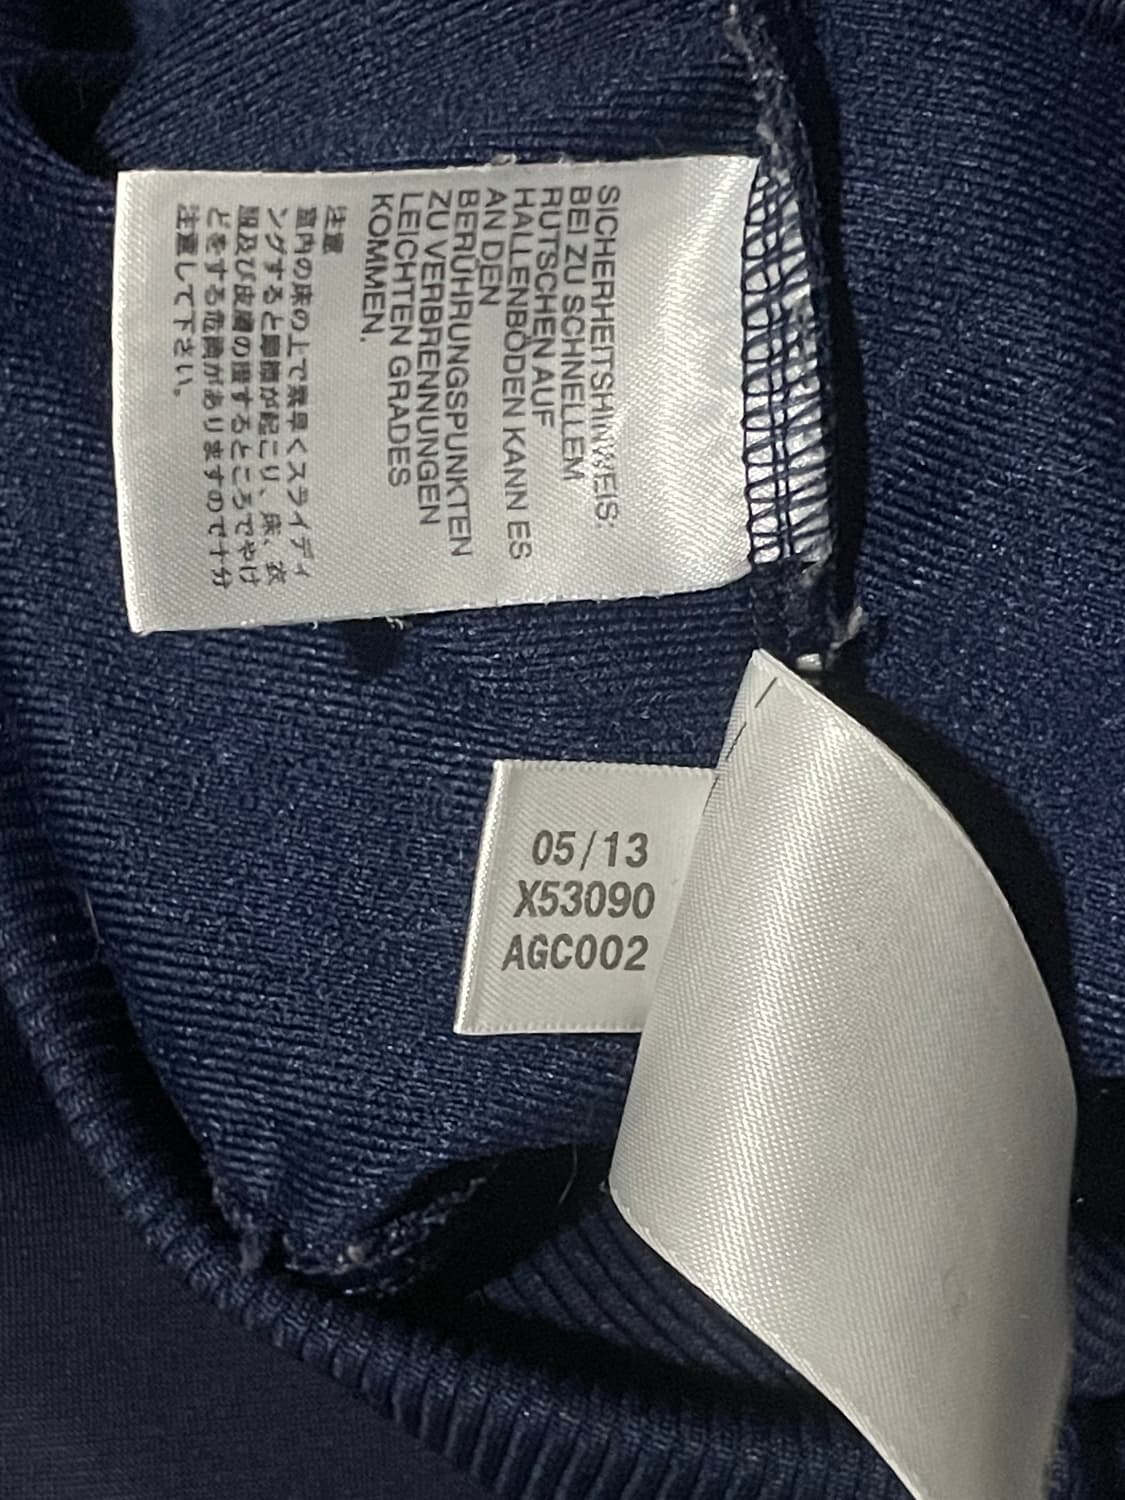 SICHERHEITSHINWEIS:
BEI ZU SCHNELLEM
RUTSCHEN AUF
HALLENBÖDEN KANN ES
AN DEN
BERÜHRUNGSPUNKTEN
ZU VERBRENNUNGEN
LEICHTEN GRADES
KOMMEN.
注意
室内の床の上で素早くスライディ
ングすると摩擦が起こり、床、衣
服及び皮膚の接するところでやけ
どをする危険がありますので十分
注意して下さい。
05/13
X53090
AGC002